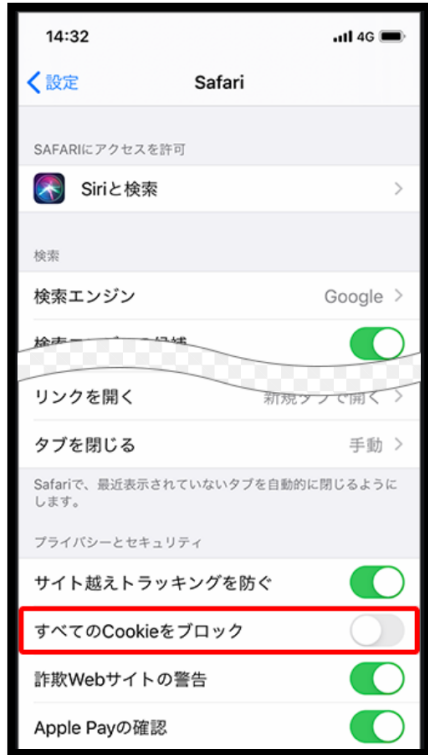 14:32
4G
設定
Safari
SAFARIにアクセスを許可
Siriと検索
検索
検索エンジン
Google
リンクを開く
新規タブで開く
タブを閉じる
手動
Safariで、最近表示されていないタブを自動的に閉じるように
します。
プライバシーとセキュリティ
サイト越えトラッキングを防ぐ
すべてのCookieをブロック
詐欺Webサイトの警告
Apple Payの確認